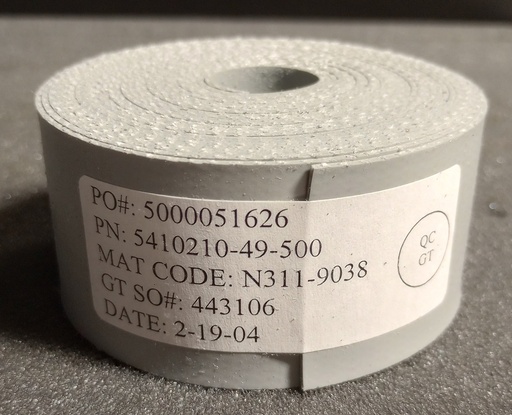 PO#: 5000051626
PN: 5410210-49-500
MAT CODE: N311-9038
GT SO#: 443106
DATE: 2-19-04
QC
GT